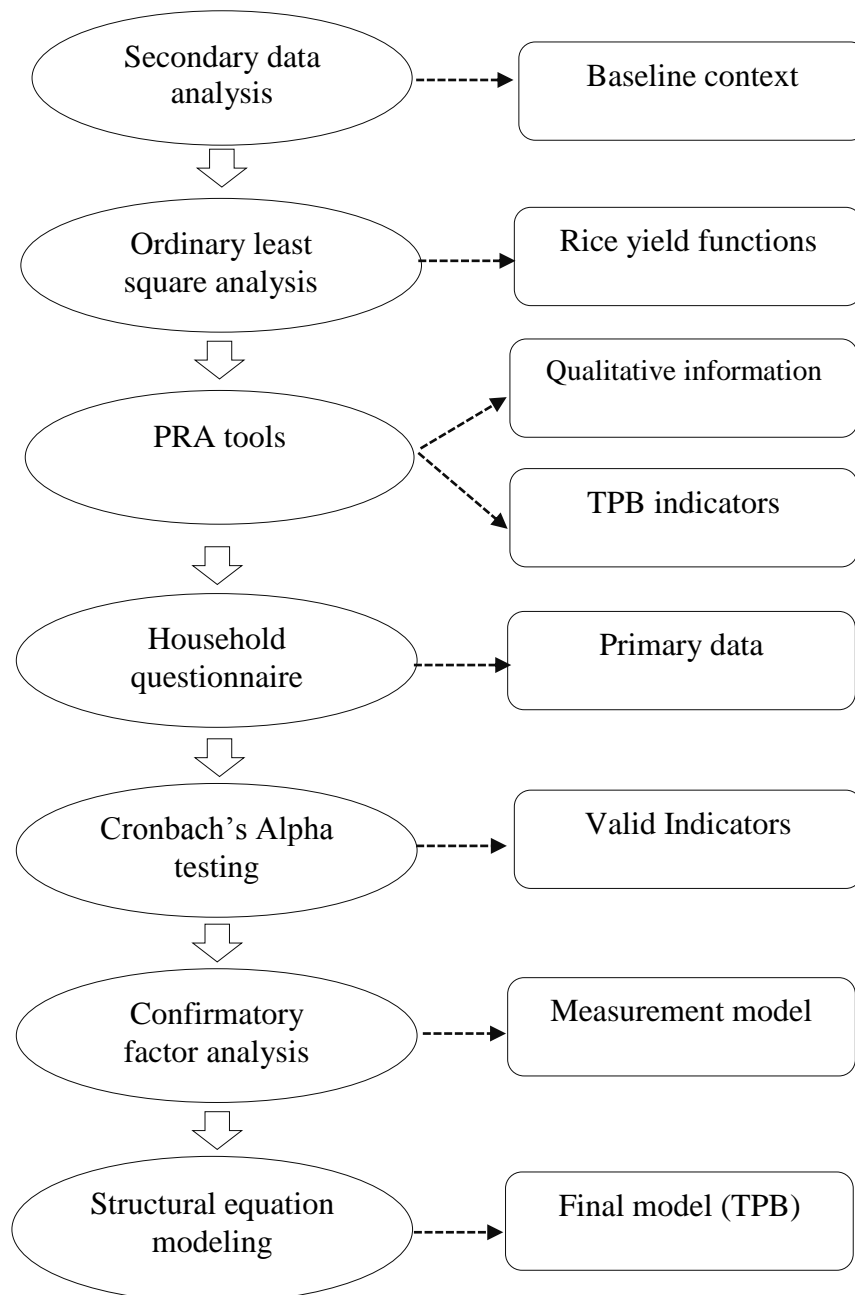 Secondary data
analysis
Baseline context
Ordinary least
square analysis
Rice yield functions
PRA tools
Qualitative information
TPB indicators
Household
questionnaire
Primary data
Cronbach’s Alpha
testing
Valid Indicators
Confirmatory
factor analysis
Measurement model
Structural equation
modeling
Final model (TPB)